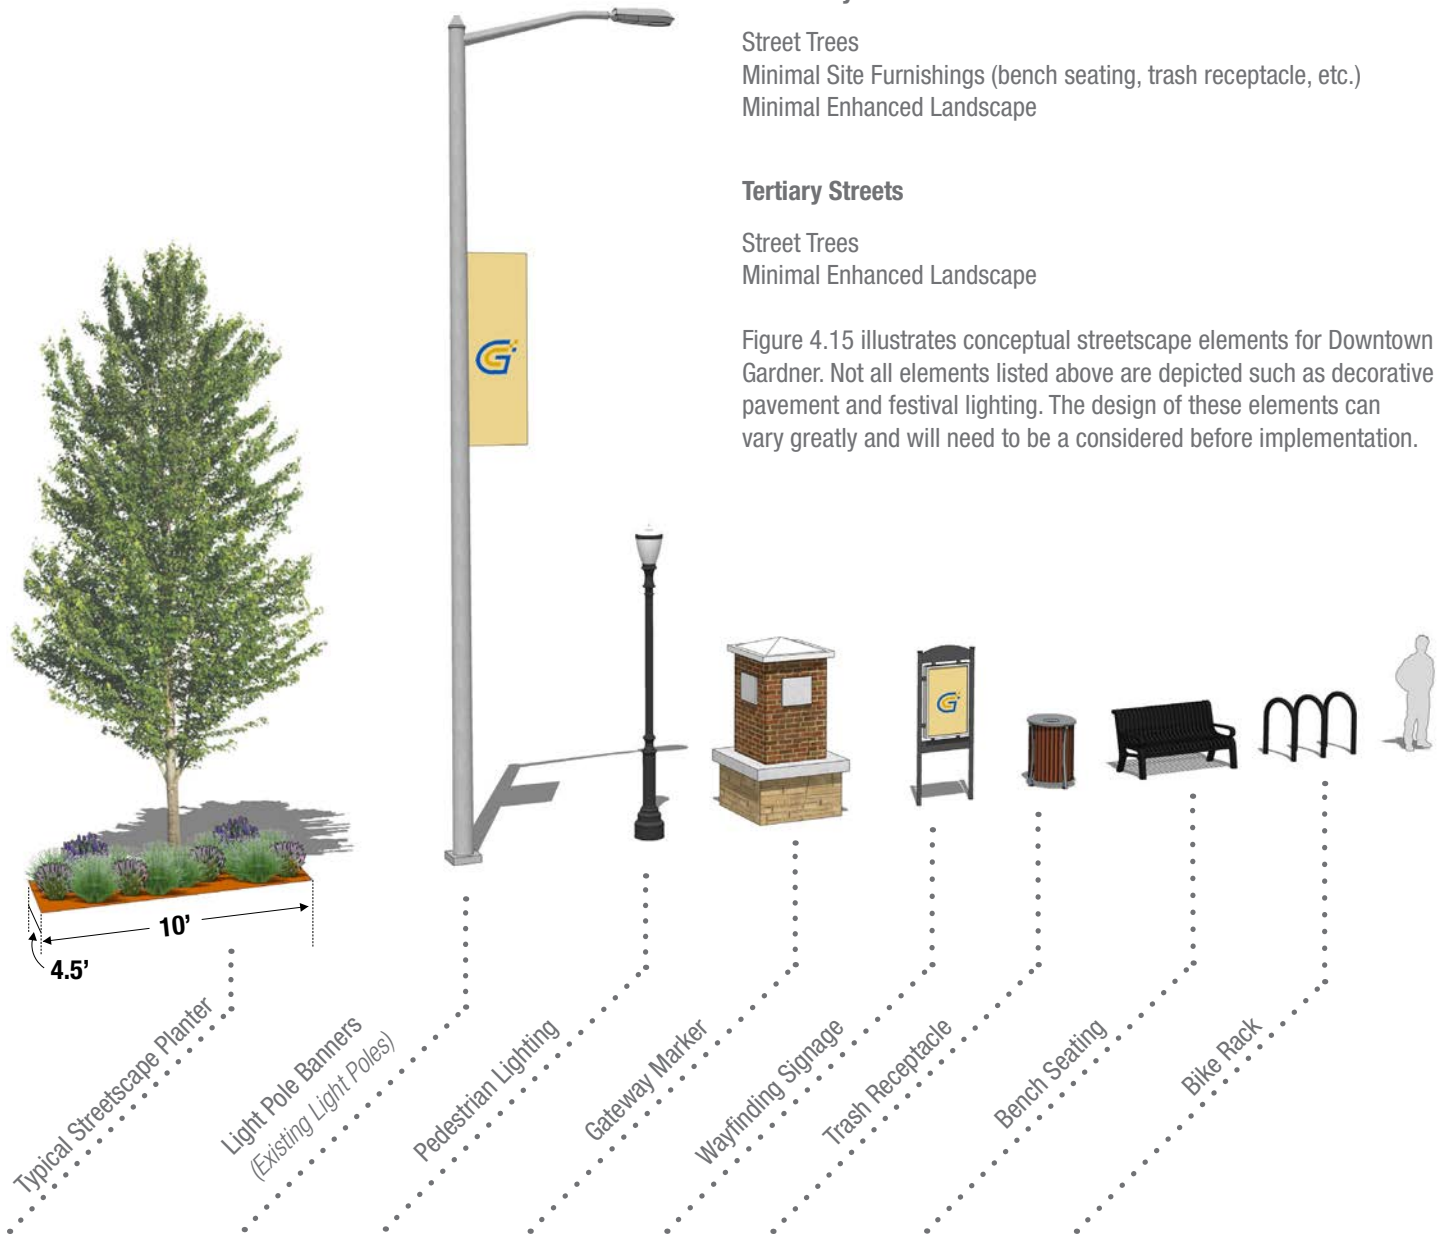 Street Trees
Minimal Site Furnishings (bench seating, trash receptacle, etc.)
Minimal Enhanced Landscape
Tertiary Streets
Street Trees
Minimal Enhanced Landscape
Figure 4.15 illustrates conceptual streetscape elements for Downtown
Gardner. Not all elements listed above are depicted such as decorative
pavement and festival lighting. The design of these elements can
vary greatly and will need to be a considered before implementation.
G
G
10’
4.5’
Typical Streetscape Planter
Light Pole Banners
(Existing Light Poles)
Pedestrian Lighting
Gateway Marker
Wayfinding Signage
Trash Receptacle
Bench Seating
Bike Rack